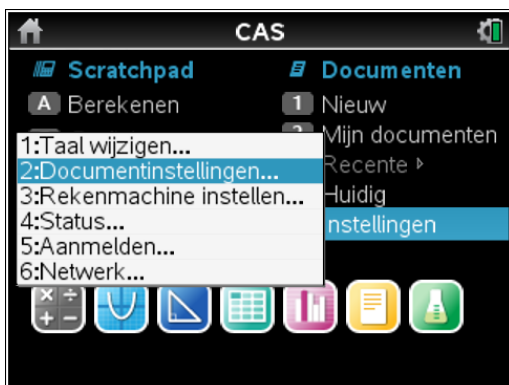 CAS
Scratchpad
Documenten
A Berekenen
1 Nieuw
Mijn documenten
1:Taal wijzigen...
2:Documentinstellingen...
Recente ▸
3:Rekenmachine instellen...
Huidig
4:Status...
nstellingen
5:Aanmelden...
6:Netwerk...